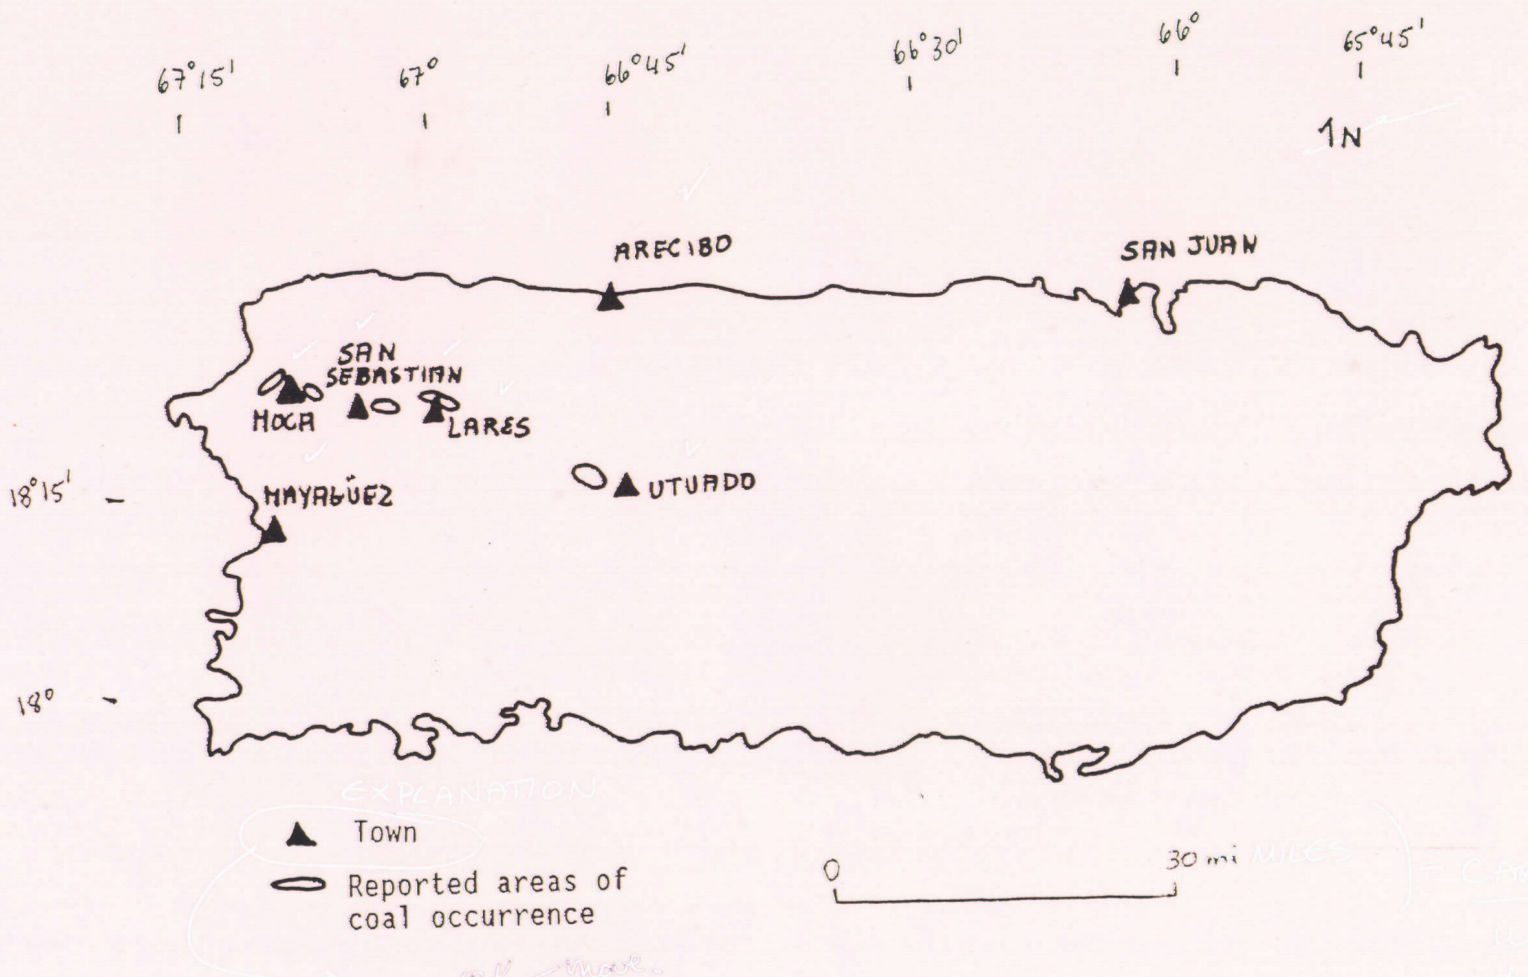 67°15'
67°
66°45'
66°30'
66°
65°45'
1N
ARECIBO
SAN JUAN
SAN
SEBASTIAN
MOCA
LARES
18°15'
MAYAGÜEZ
UTUADO
18°
EXPLANATION
Town
Reported areas of
coal occurrence
0
30 mi MILES